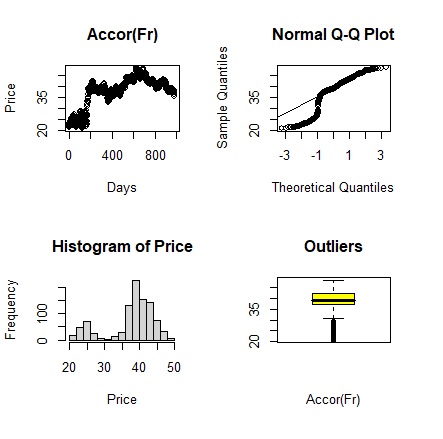 Accor(Fr)
Price
20
35
0
400
800
Days
Normal Q-Q Plot
Sample Quantiles
20
35
-3
-1
1
3
Theoretical Quantiles
Histogram of Price
Frequency
0
100
20
30
40
50
Price
Outliers
20
35
Accor(Fr)